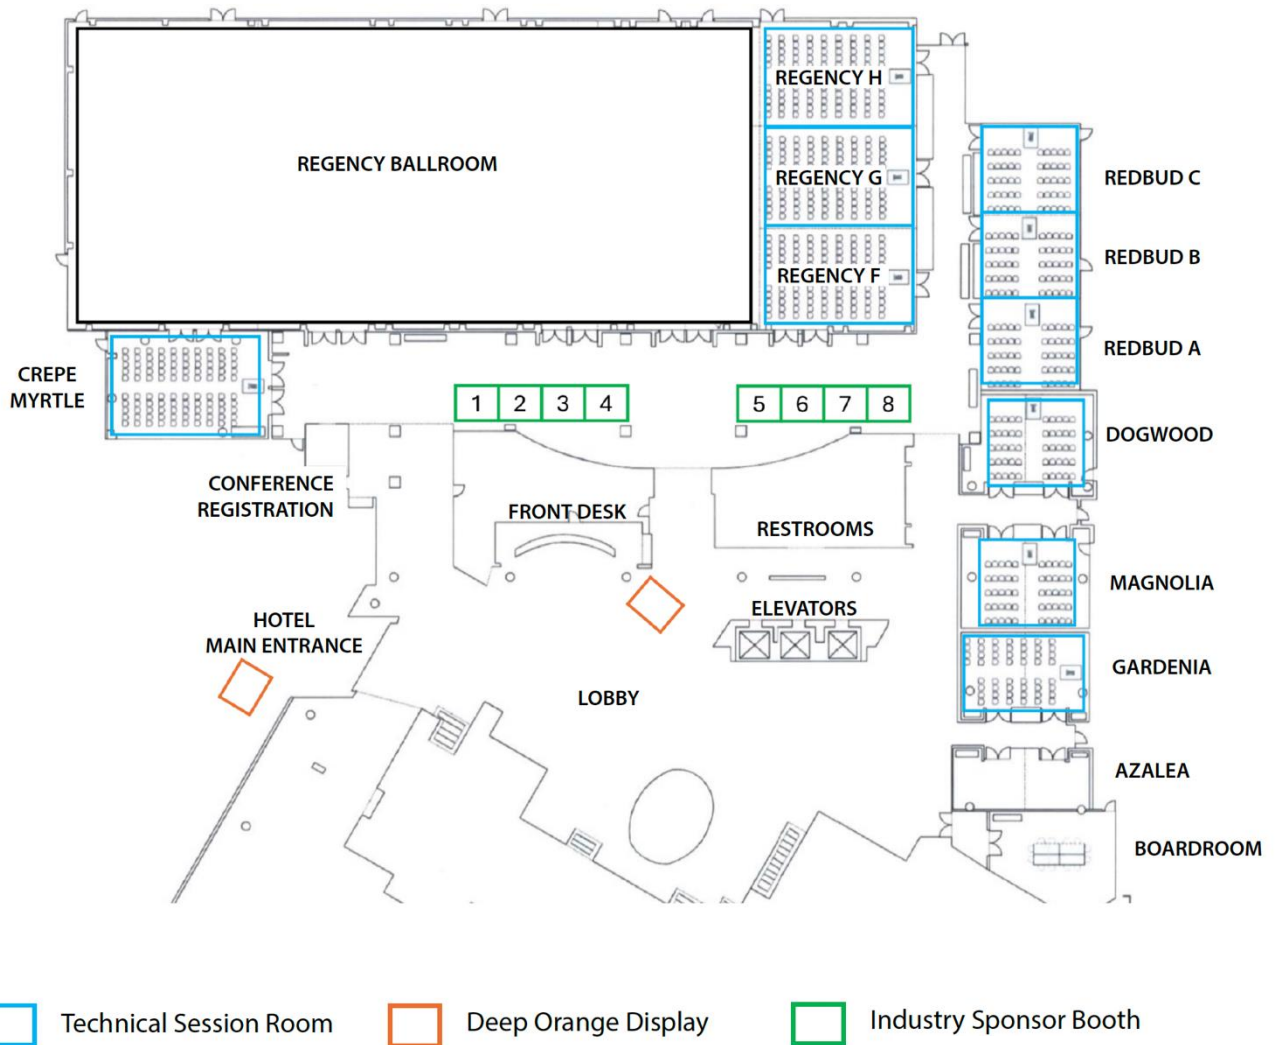 REGENCY H
REGENCY BALLROOM
REGENCY G
REDBUD C
REGENCY F
REDBUD B
REDBUD A
CREPE
MYRTLE
1 2 3 4
5 6 7 8
DOGWOOD
CONFERENCE
REGISTRATION
FRONT DESK
RESTROOMS
MAGNOLIA
ELEVATORS
HOTEL
MAIN ENTRANCE
GARDENIA
LOBBY
AZALEA
BOARDROOM
Technical Session Room
Deep Orange Display
Industry Sponsor Booth